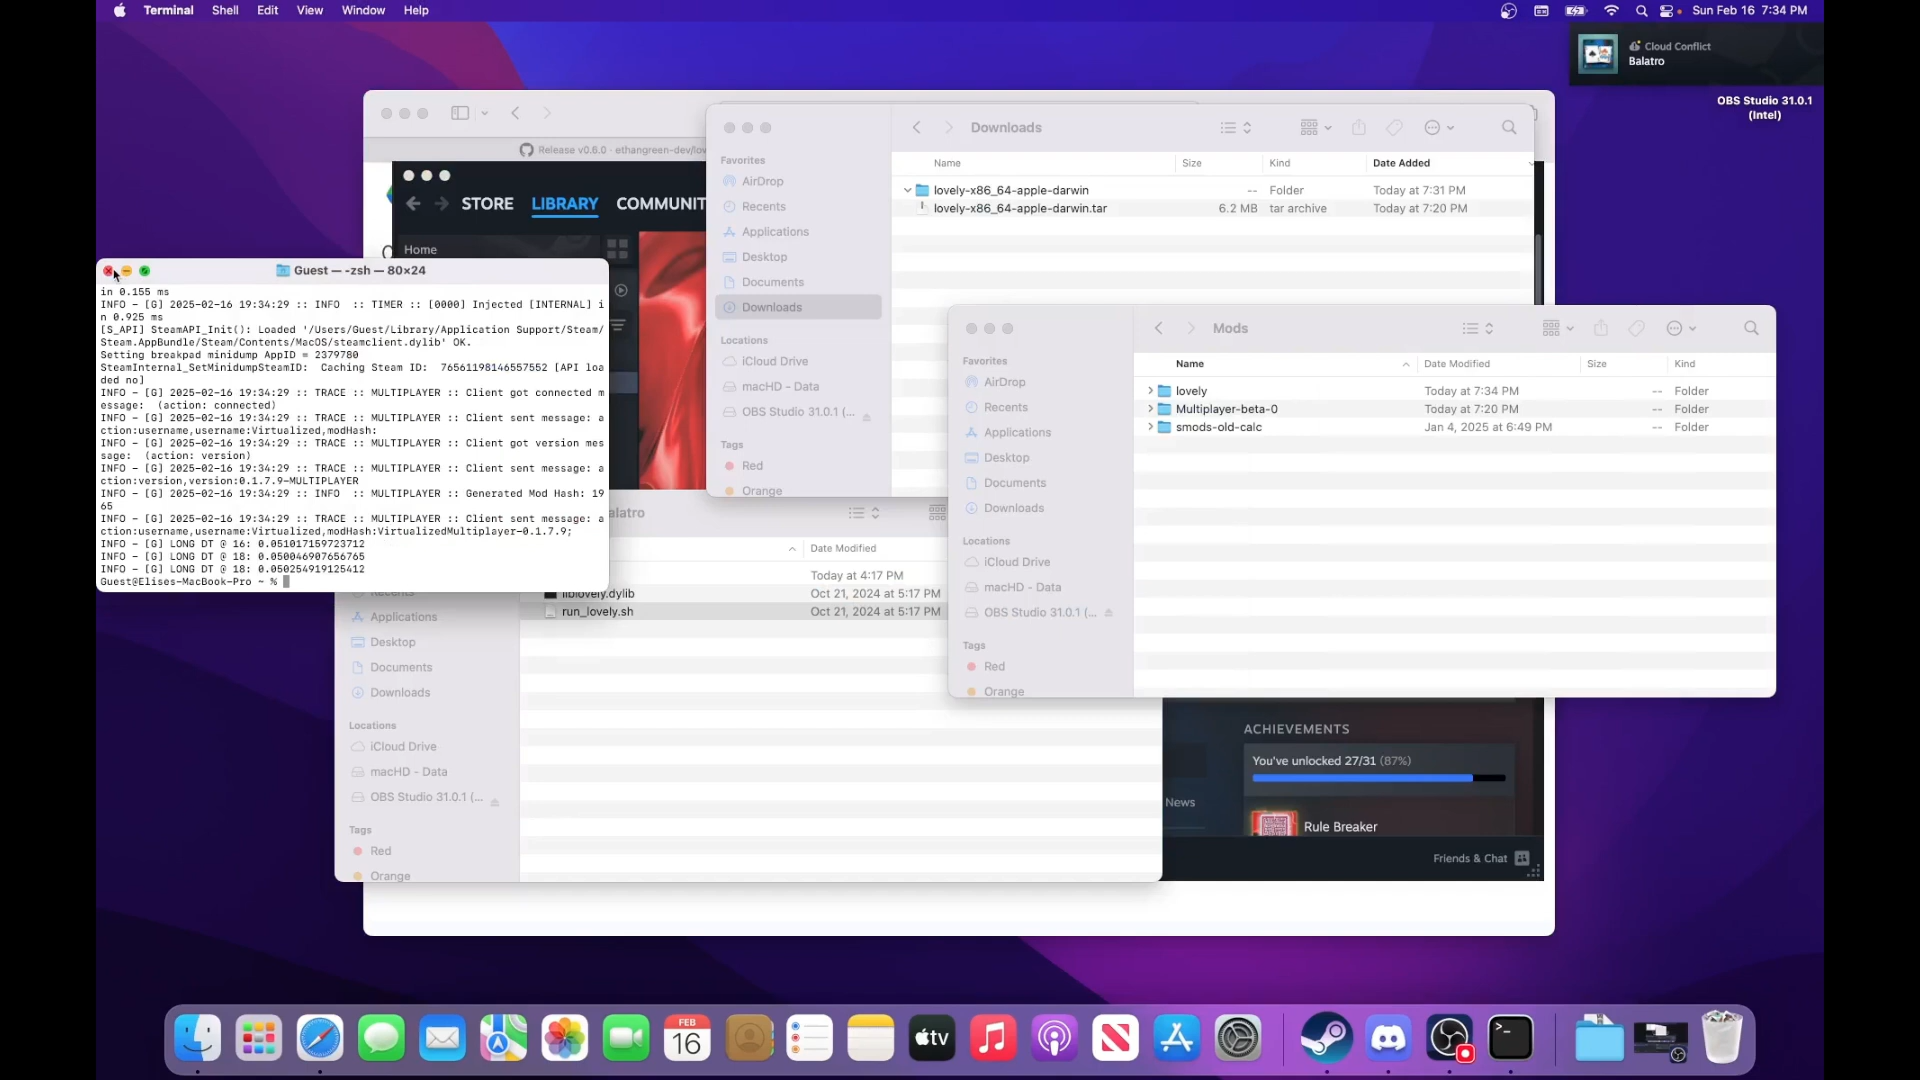 Terminal Shell Edit View Window Help
Sun Feb 16 7:34 PM
Cloud Conflict
Balatro
OBS Studio 31.0.1
(Intel)
Release v0.6.0 · ethangreen-dev/lov
STORE LIBRARY COMMUNIT
Home
Downloads
Favorites
AirDrop
Recents
Applications
Desktop
Documents
Downloads
Locations
iCloud Drive
macHD - Data
OBS Studio 31.0.1 (...
Tags
Red
Orange
Name Size Kind Date Added
lovely-x86_64-apple-darwin -- Folder Today at 7:31 PM
lovely-x86_64-apple-darwin.tar 6.2 MB tar archive Today at 7:20 PM
Guest — -zsh — 80×24
in 0.155 ms
INFO - [G] 2025-02-16 19:34:29 :: INFO  :: TIMER :: [0000] Injected [INTERNAL] i
n 0.925 ms
[S_API] SteamAPI_Init(): Loaded '/Users/Guest/Library/Application Support/Steam/
Steam.AppBundle/Steam/Contents/MacOS/steamclient.dylib' OK.
Setting breakpad minidump AppID = 2379780
SteamInternal_SetMinidumpSteamID:  Caching Steam ID:  76561198146557552 [API loa
ded no]
INFO - [G] 2025-02-16 19:34:29 :: TRACE :: MULTIPLAYER :: Client got connected m
essage:  (action: connected)
INFO - [G] 2025-02-16 19:34:29 :: TRACE :: MULTIPLAYER :: Client sent message: a
ction:username,username:Virtualized,modHash:
INFO - [G] 2025-02-16 19:34:29 :: TRACE :: MULTIPLAYER :: Client got version mes
sage:  (action: version)
INFO - [G] 2025-02-16 19:34:29 :: TRACE :: MULTIPLAYER :: Client sent message: a
ction:version,version:0.1.7.9-MULTIPLAYER
INFO - [G] 2025-02-16 19:34:29 :: INFO  :: MULTIPLAYER :: Generated Mod Hash: 19
65
INFO - [G] 2025-02-16 19:34:29 :: TRACE :: MULTIPLAYER :: Client sent message: a
ction:username,username:Virtualized,modHash:VirtualizedMultiplayer-0.1.7.9;
INFO - [G] LONG DT @ 16: 0.051017159723712
INFO - [G] LONG DT @ 18: 0.050046907656765
INFO - [G] LONG DT @ 18: 0.050254919125412
Guest@Elises-MacBook-Pro ~ %
Mods
Favorites
AirDrop
Recents
Applications
Desktop
Documents
Downloads
Locations
iCloud Drive
macHD - Data
OBS Studio 31.0.1 (...
Tags
Red
Orange
Name Date Modified Size Kind
lovely Today at 7:34 PM -- Folder
Multiplayer-beta-0 Today at 7:20 PM -- Folder
smods-old-calc Jan 4, 2025 at 6:49 PM -- Folder
alatro
Date Modified
Today at 4:17 PM
liblovely.dylib Oct 21, 2024 at 5:17 PM
run_lovely.sh Oct 21, 2024 at 5:17 PM
Recents
Applications
Desktop
Documents
Downloads
Locations
iCloud Drive
macHD - Data
OBS Studio 31.0.1 (...
Tags
Red
Orange
News
ACHIEVEMENTS
You've unlocked 27/31 (87%)
Rule Breaker
Friends & Chat
FEB
16
tv